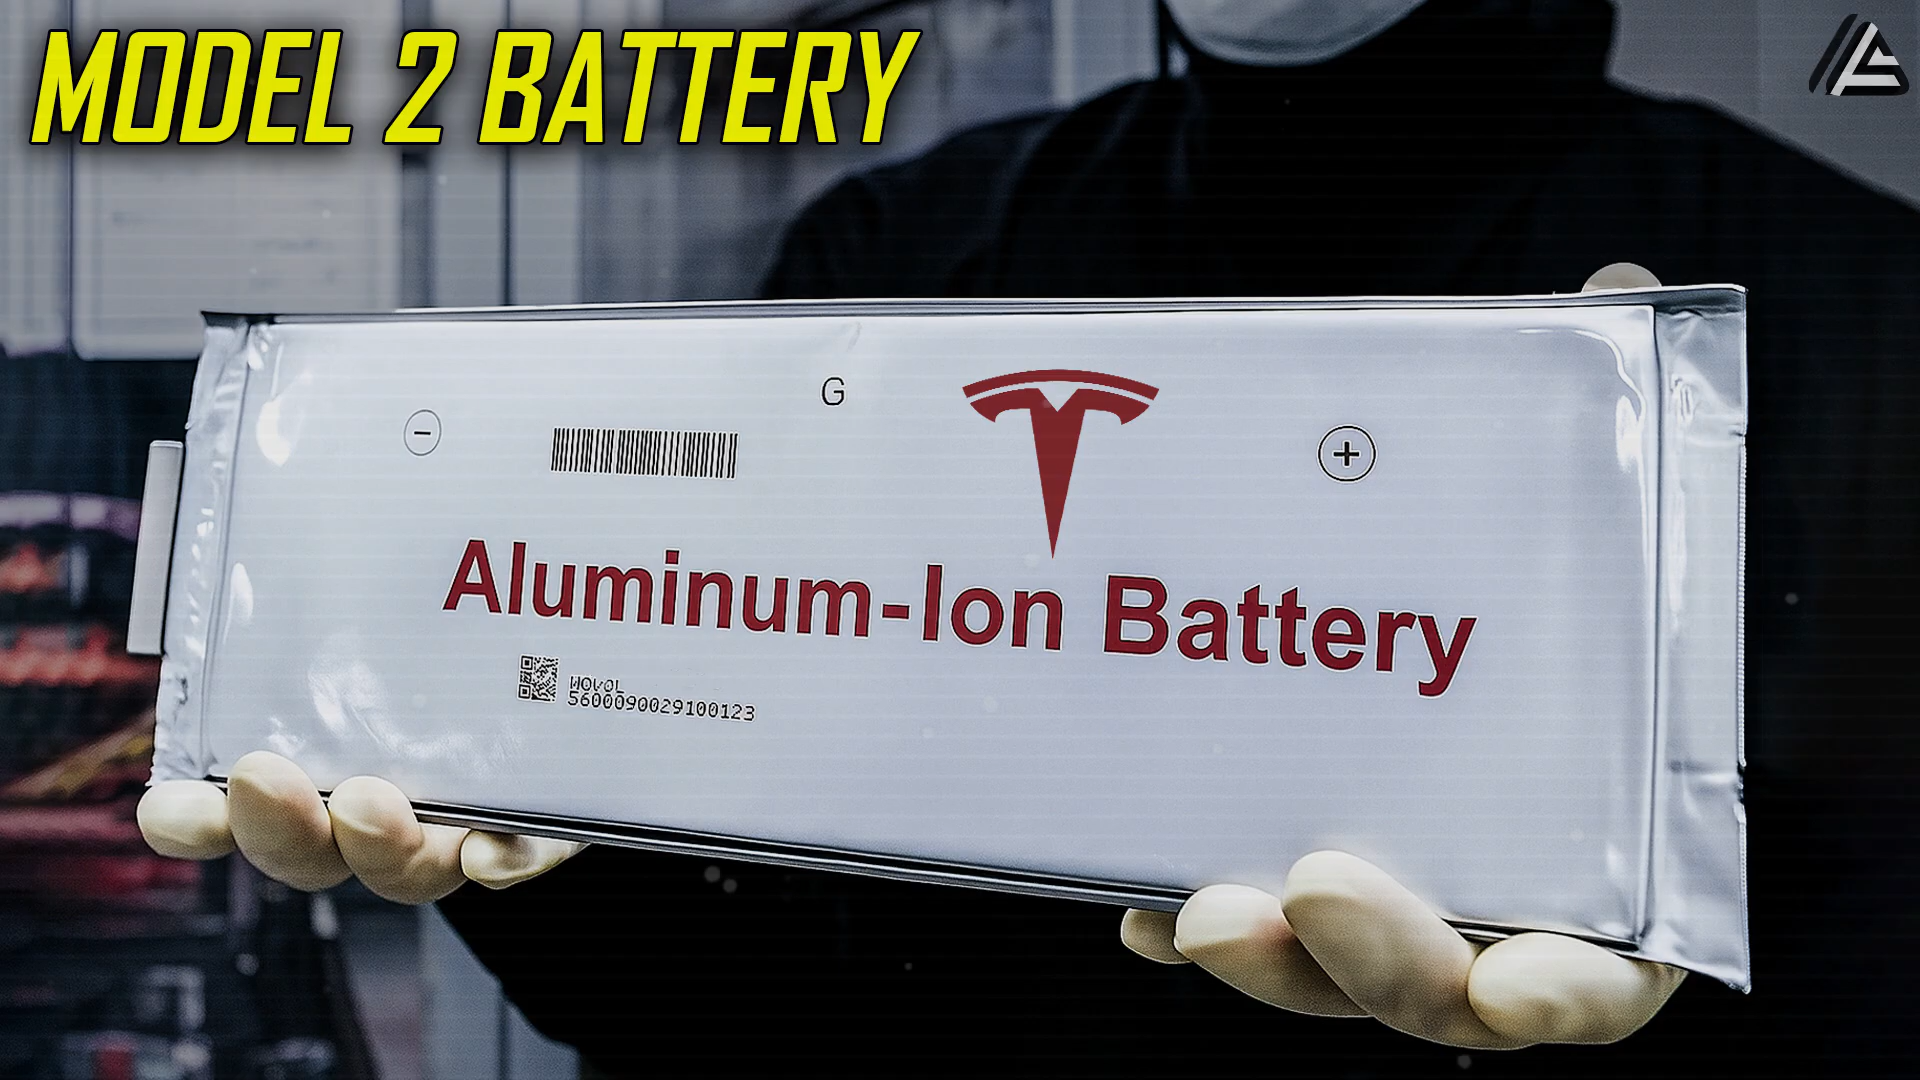 MODEL 2 BATTERY
G
−
+
Aluminum-Ion Battery
WOVOL
5600090029100123